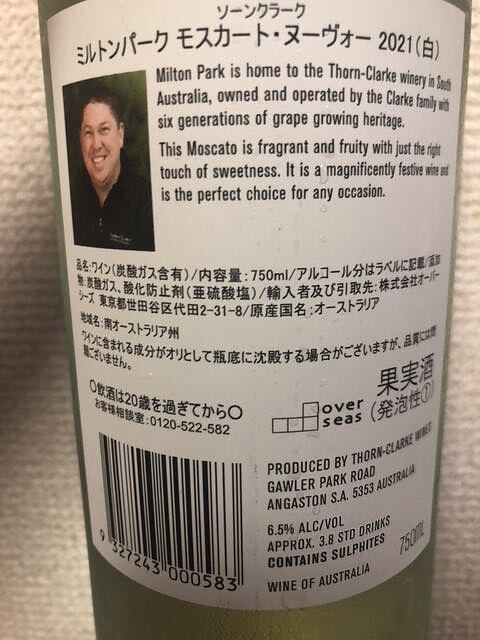 ソーンクラーク
ミルトンパーク モスカート・ヌーヴォー 2021(白)
Milton Park is home to the Thorn-Clarke winery in South
Australia, owned and operated by the Clarke family with
six generations of grape growing heritage.
This Moscato is fragrant and fruity with just the right
touch of sweetness. It is a magnificently festive wine and
is the perfect choice for any occasion.
品名:ワイン(炭酸ガス含有)/内容量:750ml/アルコール分はラベルに記載/添加
物:炭酸ガス、酸化防止剤(亜硫酸塩)/輸入者及び引取先:株式会社オーバー
シーズ 東京都世田谷区代田2-31-8/原産国名:オーストラリア
地域名:南オーストラリア州
ワインに含まれる成分がオリとして瓶底に沈殿する場合がございますが、品質には問
題ございません。
〇飲酒は20歳を過ぎてから〇
お客様相談室:0120-522-582
over
seas
果実酒
(発泡性①)
PRODUCED BY THORN-CLARKE WINES
GAWLER PARK ROAD
ANGASTON S.A. 5353 AUSTRALIA
6.5% ALC/VOL
APPROX. 3.8 STD DRINKS
CONTAINS SULPHITES
750mL
WINE OF AUSTRALIA
9 327243 000583